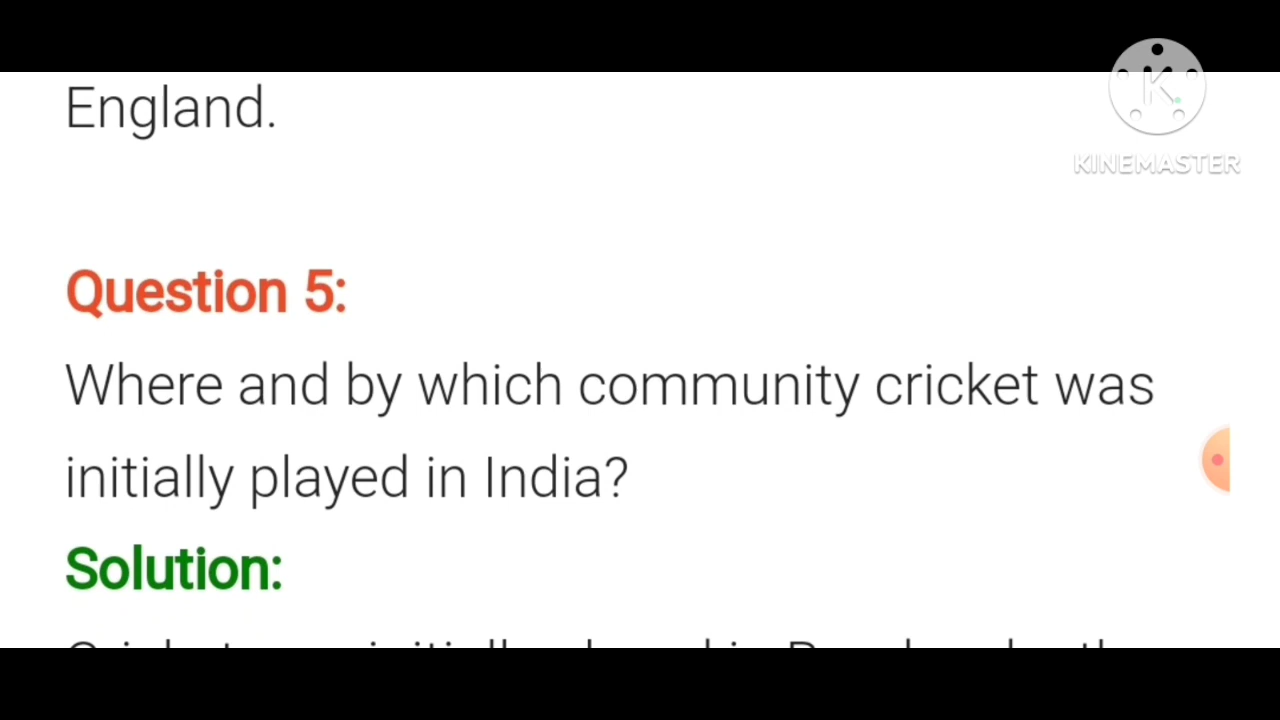 England.
KINEMASTER
Question 5:
Where and by which community cricket was
initially played in India?
Solution: